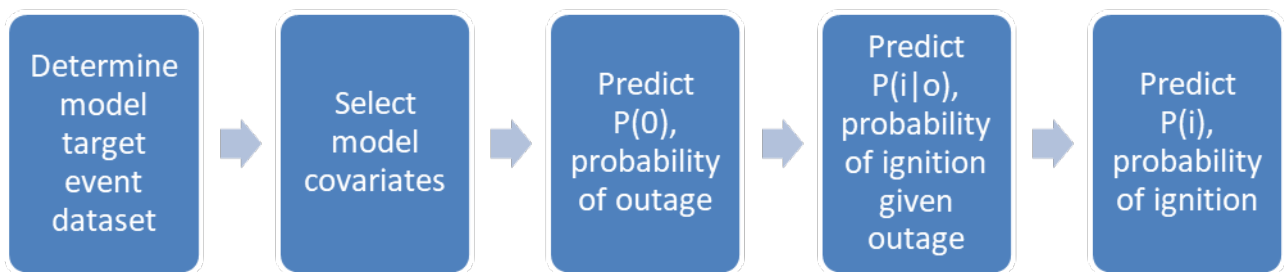 Determine
model
target
event
dataset
Select
model
covariates
Predict
P(0),
probability
of outage
Predict
P(i|o),
probability
of ignition
given
outage
Predict
P(i),
probability
of ignition